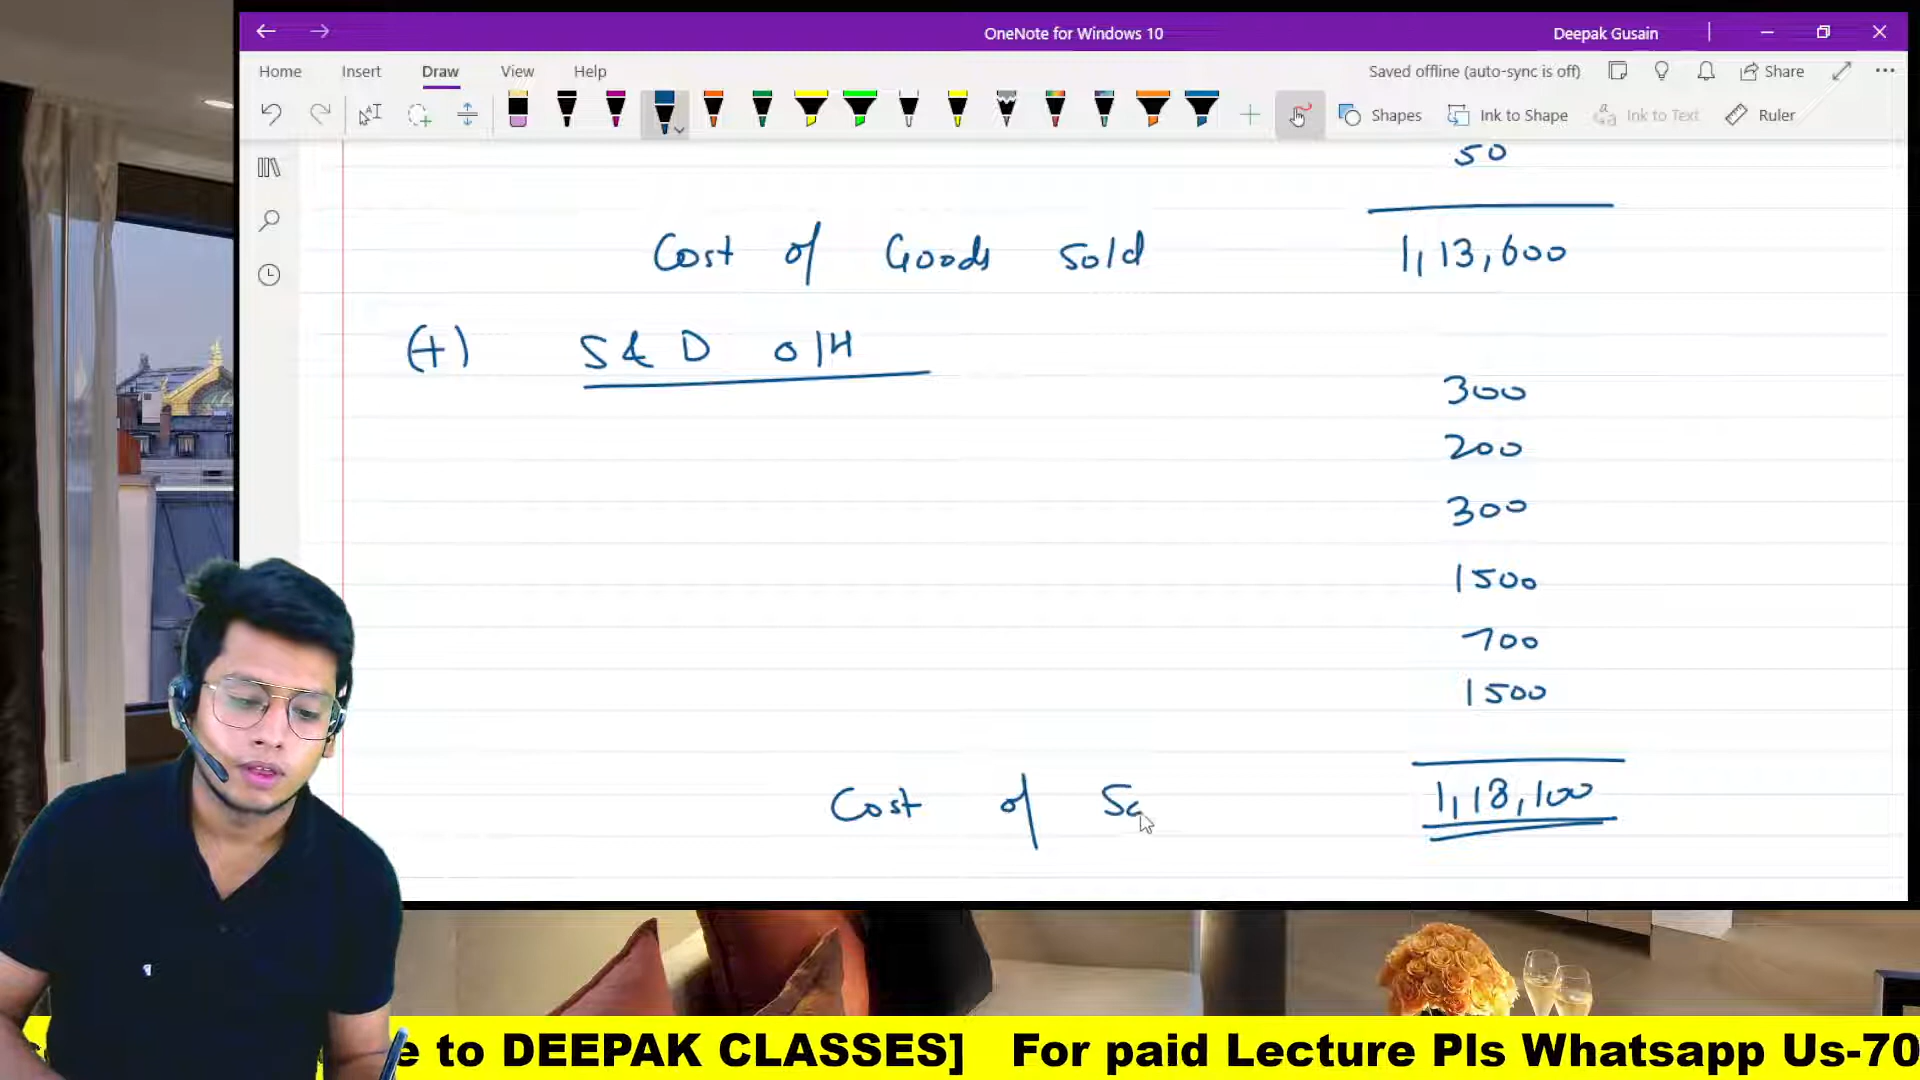 OneNote for Windows 10
Deepak Gusain
Home Insert Draw View Help
Saved offline (auto-sync is off)
Share
Shapes
Ink to Shape
Ink to Text
Ruler
50
Cost of Goods Sold 1,13,600
(+) S & D O/H
300
200
300
1500
700
1500
Cost of Sa 1,18,100
e to DEEPAK CLASSES] For paid Lecture Pls Whatsapp Us-70